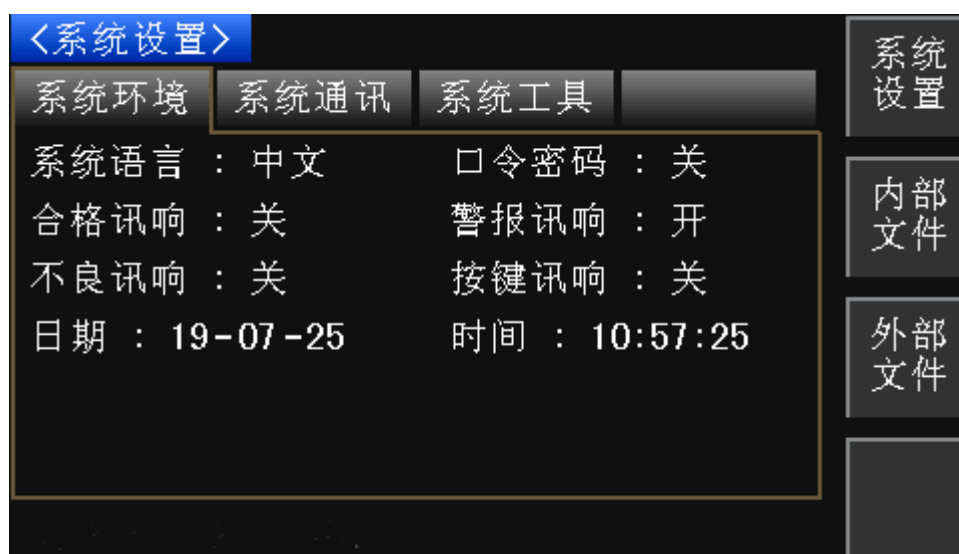 <系统设置>
系统环境 系统通讯 系统工具
系统语言 : 中文 口令密码 : 关
合格讯响 : 关 警报讯响 : 开
不良讯响 : 关 按键讯响 : 关
日期 : 19-07-25 时间 : 10:57:25
系统
设置
内部
文件
外部
文件